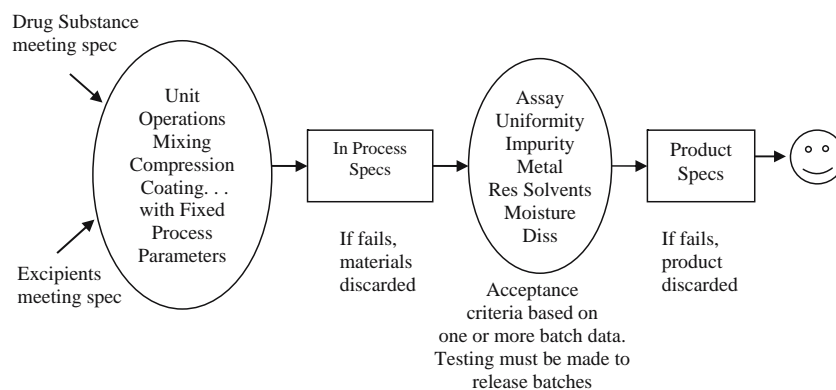 Drug Substance
meeting spec
Unit
Operations
Mixing
Compression
Coating. . .
with Fixed
Process
Parameters
Excipients
meeting spec
In Process
Specs
If fails,
materials
discarded
Assay
Uniformity
Impurity
Metal
Res Solvents
Moisture
Diss
Acceptance
criteria based on
one or more batch data.
Testing must be made to
release batches
Product
Specs
If fails,
product
discarded